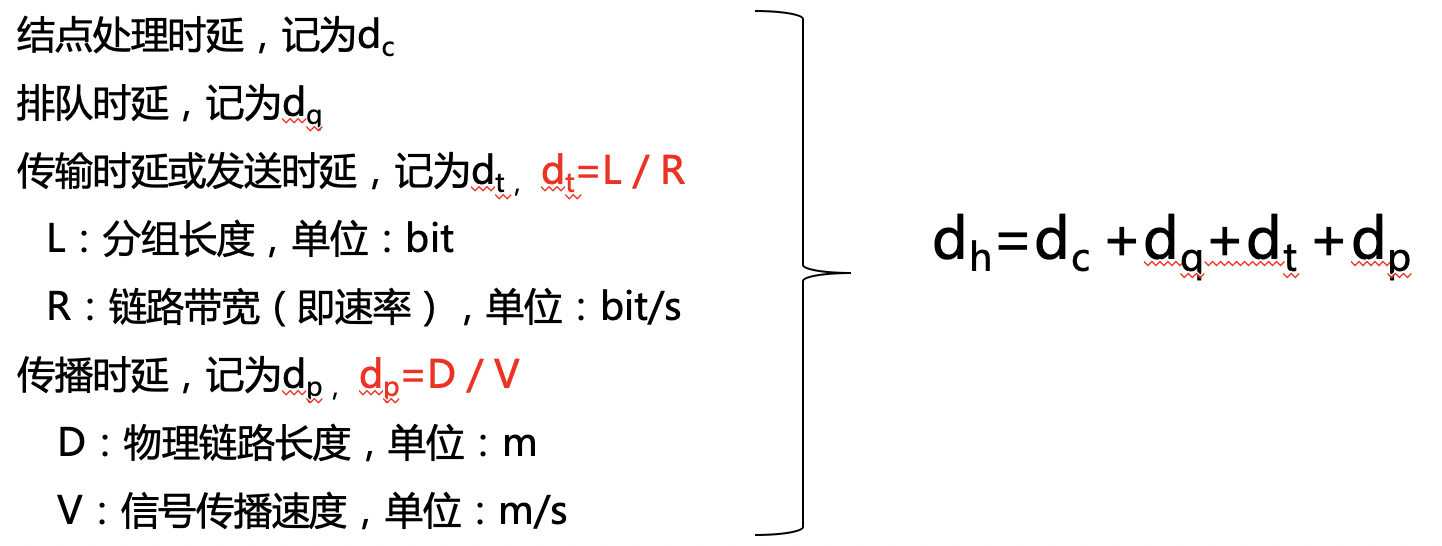 结点处理时延，记为dc
排队时延，记为dq
传输时延或发送时延，记为dt，dt=L / R
L：分组长度，单位：bit
R：链路带宽（即速率），单位：bit/s
传播时延，记为dp，dp=D / V
D：物理链路长度，单位：m
V：信号传播速度，单位：m/s
dh=dc +dq+dt +dp